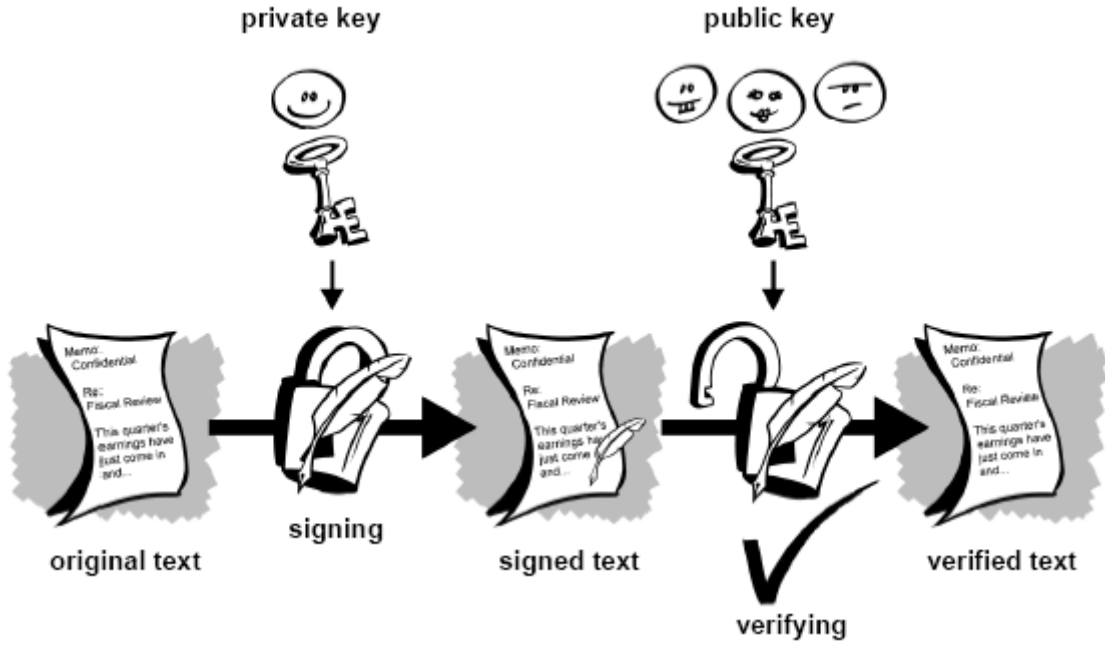 private key
public key
Memo:
Confidential
Re:
Fiscal Review
This quarter's
earnings have
just come in
and...
Memo:
Confidential
Re:
Fiscal Review
This quarter's
earnings have
just come in
and...
Memo:
Confidential
Re:
Fiscal Review
This quarter's
earnings have
just come in
and...
signing
original text
signed text
verified text
verifying